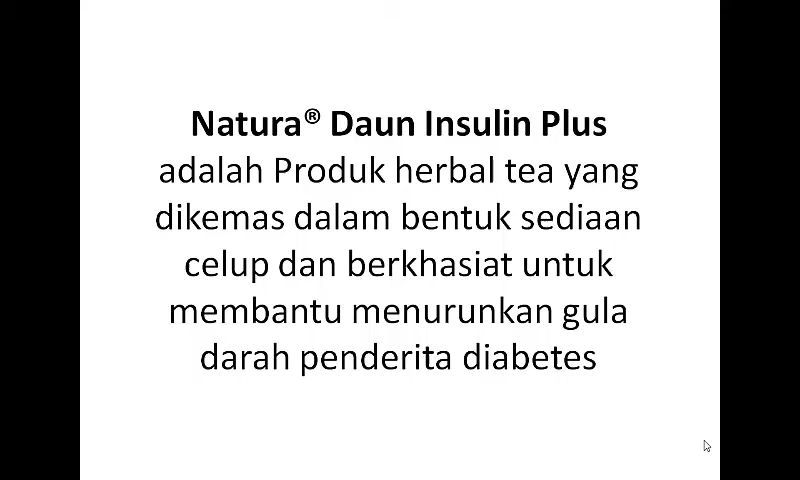 Natura® Daun Insulin Plus
adalah Produk herbal tea yang
dikemas dalam bentuk sediaan
celup dan berkhasiat untuk
membantu menurunkan gula
darah penderita diabetes